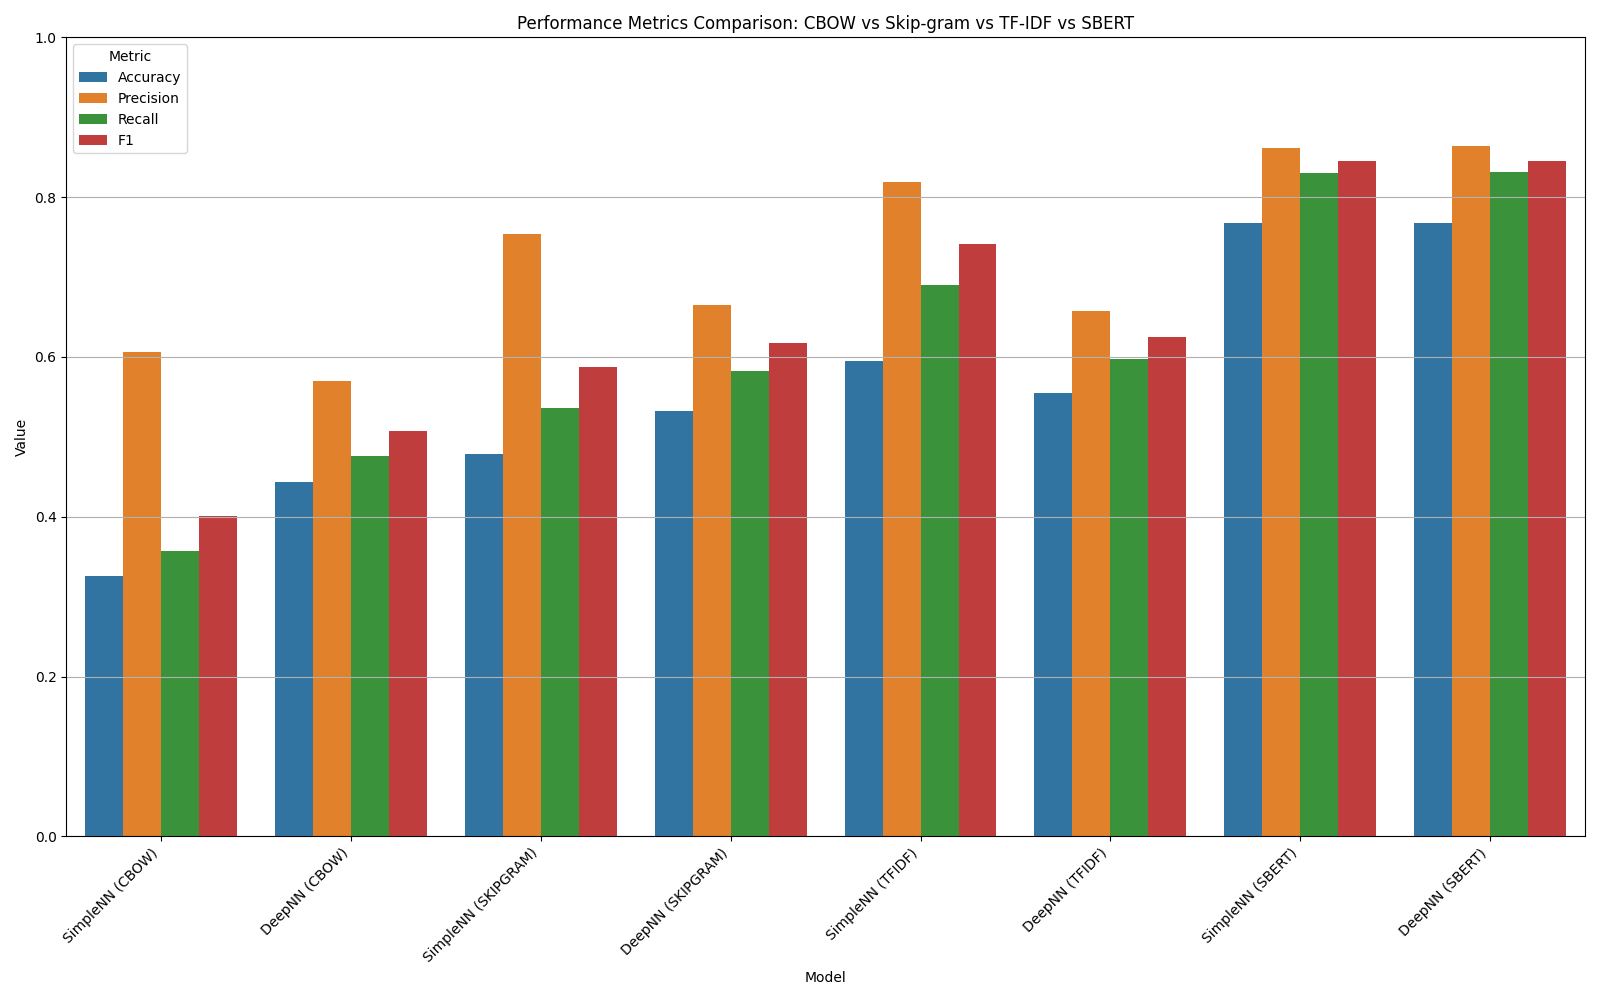 Performance Metrics Comparison: CBOW vs Skip-gram vs TF-IDF vs SBERT
Metric
Accuracy
Precision
Recall
F1
Value
1.0
0.8
0.6
0.4
0.2
0.0
SimpleNN (CBOW)
DeepNN (CBOW)
SimpleNN (SKIPGRAM)
DeepNN (SKIPGRAM)
SimpleNN (TFIDF)
DeepNN (TFIDF)
SimpleNN (SBERT)
DeepNN (SBERT)
Model